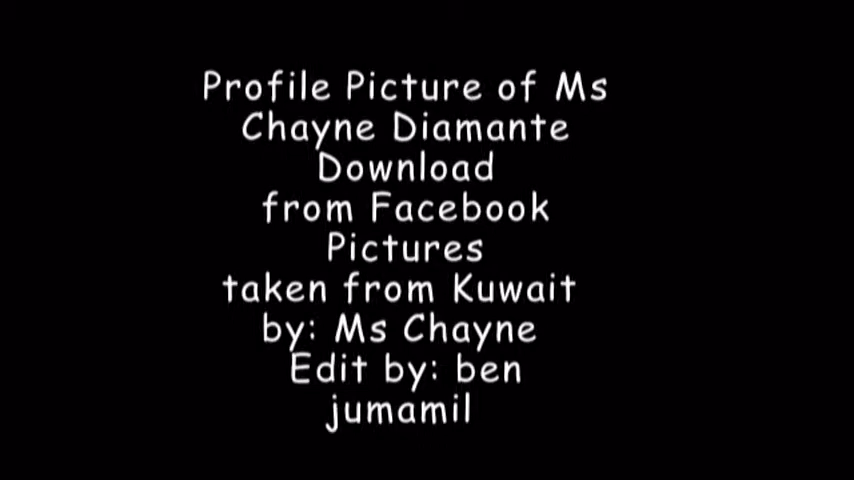 Profile Picture of Ms
Chayne Diamante
Download
from Facebook
Pictures
taken from Kuwait
by: Ms Chayne
Edit by: ben
jumamil